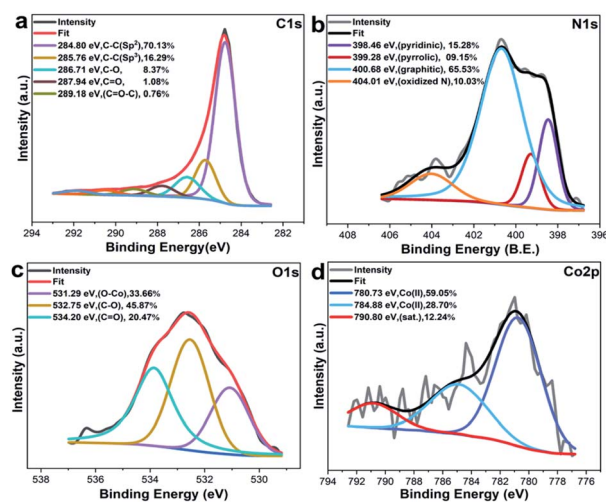 a
C1s
Intensity
Fit
284.80 eV,C-C(Sp²),70.13%
285.76 eV,C-C(Sp³),16.29%
286.71 eV,C-O, 8.37%
287.94 eV,C=O, 1.08%
289.18 eV,(C=O-C), 0.76%
Intensity (a.u.)
294 292 290 288 286 284 282
Binding Energy(eV)
b
N1s
Intensity
Fit
398.46 eV,(pyridinic), 15.28%
399.28 eV,(pyrrolic), 09.15%
400.68 eV,(graphitic), 65.53%
404.01 eV,(oxidized N),10.03%
Intensity (a.u.)
408 404 400 396
Binding Energy (B.E.)
c
O1s
Intensity
Fit
531.29 eV,(O-Co),33.66%
532.75 eV,(C-O), 45.87%
534.20 eV,(C=O), 20.47%
Intensity (a.u.)
538 536 534 532 530
Binding Energy (eV)
d
Co2p
Intensity
Fit
780.73 eV,Co(II),59.05%
784.88 eV,Co(II),28.70%
790.80 eV,(sat.),12.24%
Intensity (a.u.)
794 792 790 788 786 784 782 780 778 776
Binding Energy (eV)